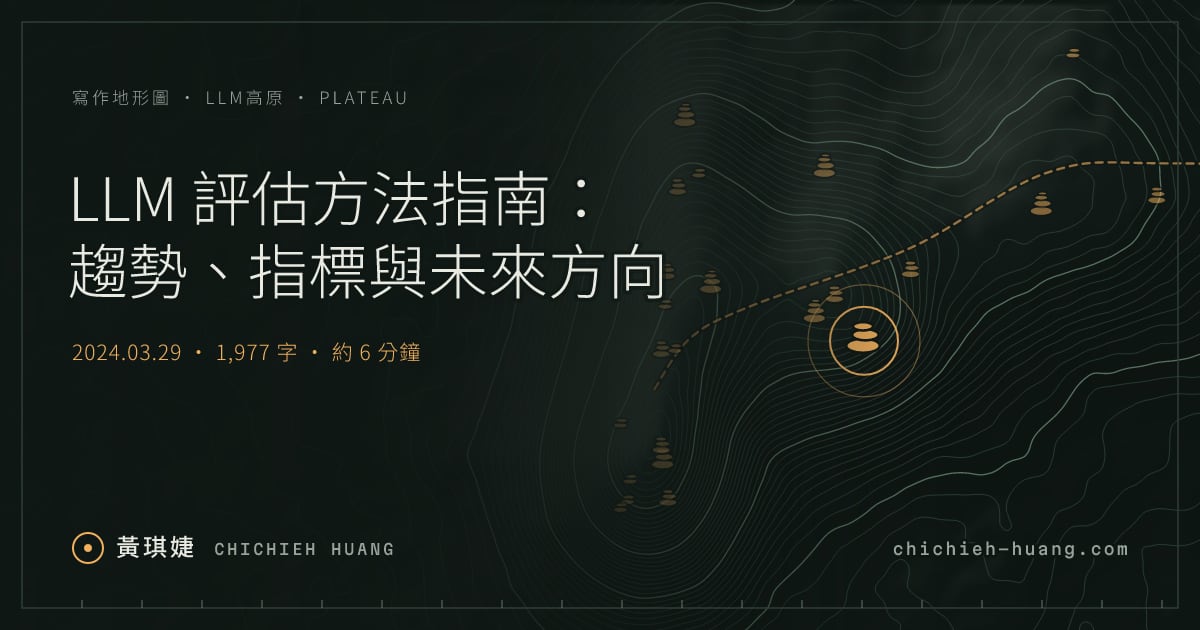 寫作地形圖 · LLM高原 · PLATEAU
LLM 評估方法指南：
趨勢、指標與未來方向
2024.03.29 · 1,977 字 · 約 6 分鐘
黃琪婕 CHICHIEH HUANG
chichieh-huang.com